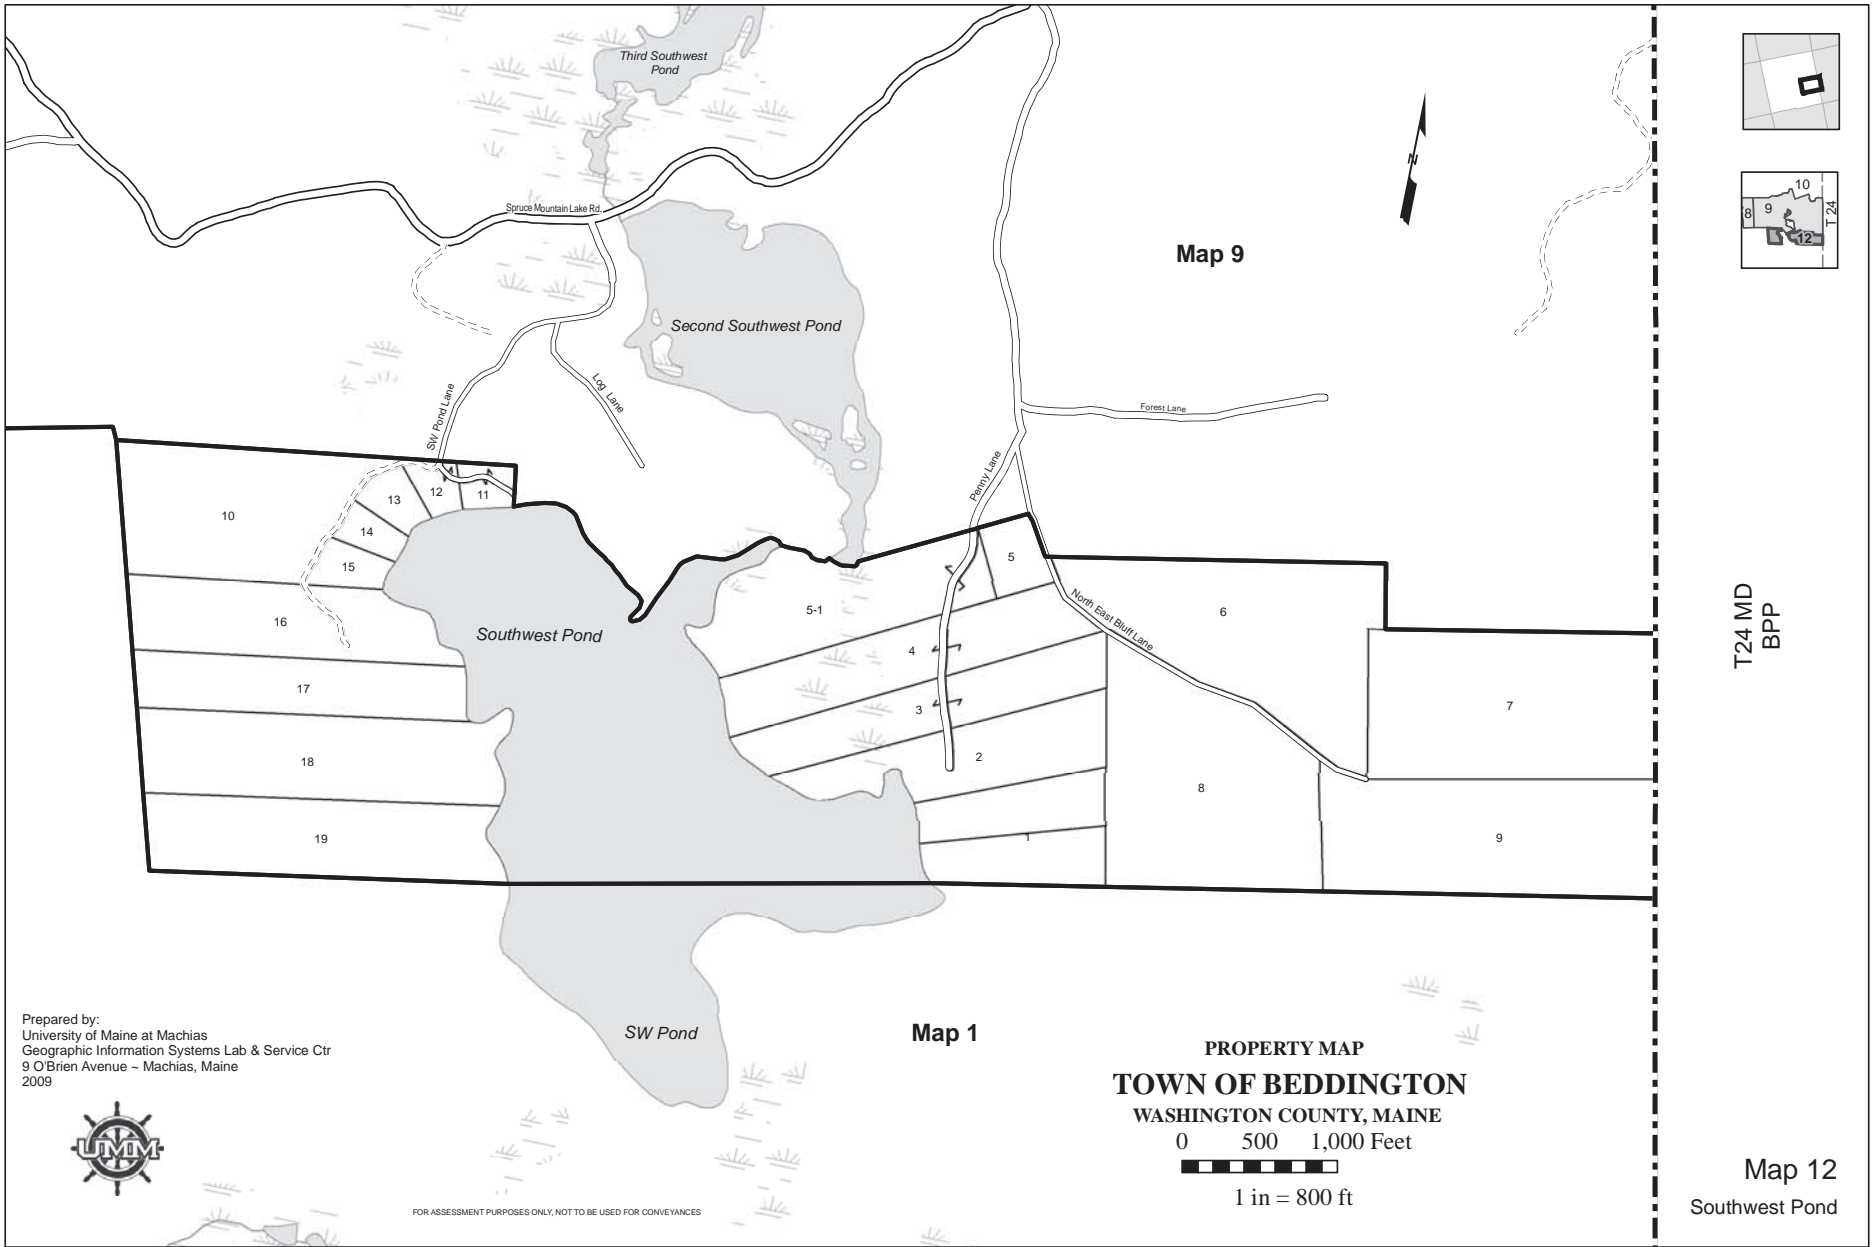 Third Southwest
Pond
Spruce Mountain Lake Rd.
Map 9
Second Southwest Pond
SW Pond Lane
Log Lane
Forest Lane
Penny Lane
North East Bluff Lane
10
13
12
11
14
15
16
17
18
19
Southwest Pond
5-1
5
4
3
2
1
6
7
8
9
N
10
8
9
12
T 24
T24 MD
BPP
SW Pond
Map 1
Prepared by:
University of Maine at Machias
Geographic Information Systems Lab & Service Ctr
9 O'Brien Avenue ~ Machias, Maine
2009
UMM
FOR ASSESSMENT PURPOSES ONLY, NOT TO BE USED FOR CONVEYANCES
PROPERTY MAP
TOWN OF BEDDINGTON
WASHINGTON COUNTY, MAINE
0 500 1,000 Feet
1 in = 800 ft
Map 12
Southwest Pond